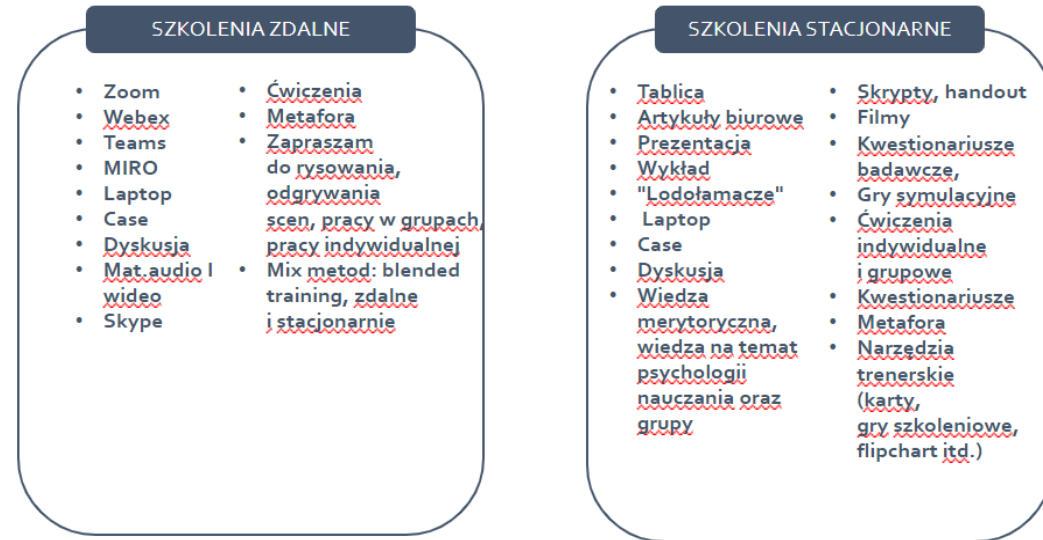 SZKOLENIA ZDALNE
• Zoom
• Webex
• Teams
• MIRO
• Laptop
• Case
• Dyskusja
• Mat.audio I
wideo
• Skype
• Ćwiczenia
• Metafora
• Zapraszam
do rysowania,
odgrywania
scen, pracy w grupach,
pracy indywidualnej
• Mix metod: blended
training, zdalne
i stacjonarnie
SZKOLENIA STACJONARNE
• Tablica
• Artykuły biurowe
• Prezentacja
• Wykład
• "Lodołamacze"
• Laptop
• Case
• Dyskusja
• Wiedza
merytoryczna,
wiedza na temat
psychologii
nauczania oraz
grupy
• Skrypty, handout
• Filmy
• Kwestionariusze
badawcze,
• Gry symulacyjne
• Ćwiczenia
indywidualne
i grupowe
• Kwestionariusze
• Metafora
• Narzędzia
trenerskie
(karty,
gry szkoleniowe,
flipchart itd.)